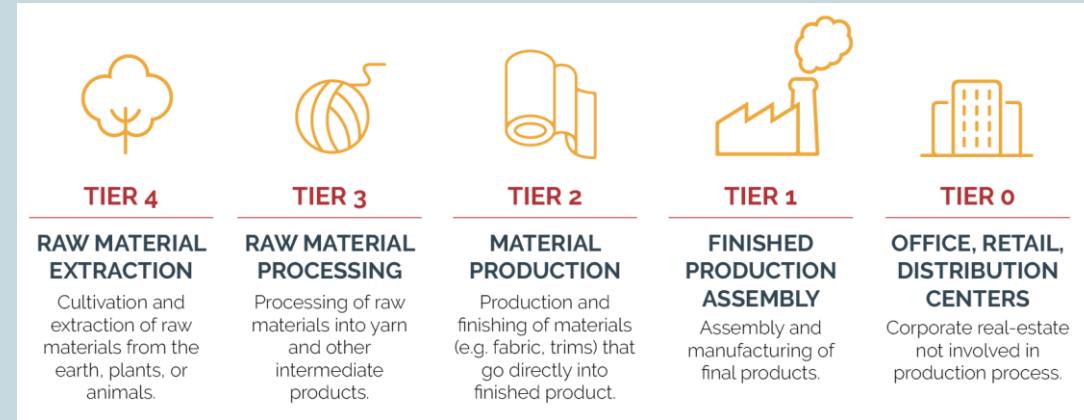 TIER 4
RAW MATERIAL
EXTRACTION
Cultivation and
extraction of raw
materials from the
earth, plants, or
animals.
TIER 3
RAW MATERIAL
PROCESSING
Processing of raw
materials into yarn
and other
intermediate
products.
TIER 2
MATERIAL
PRODUCTION
Production and
finishing of materials
(e.g. fabric, trims) that
go directly into
finished product.
TIER 1
FINISHED
PRODUCTION
ASSEMBLY
Assembly and
manufacturing of
final products.
TIER 0
OFFICE, RETAIL,
DISTRIBUTION
CENTERS
Corporate real-estate
not involved in
production process.